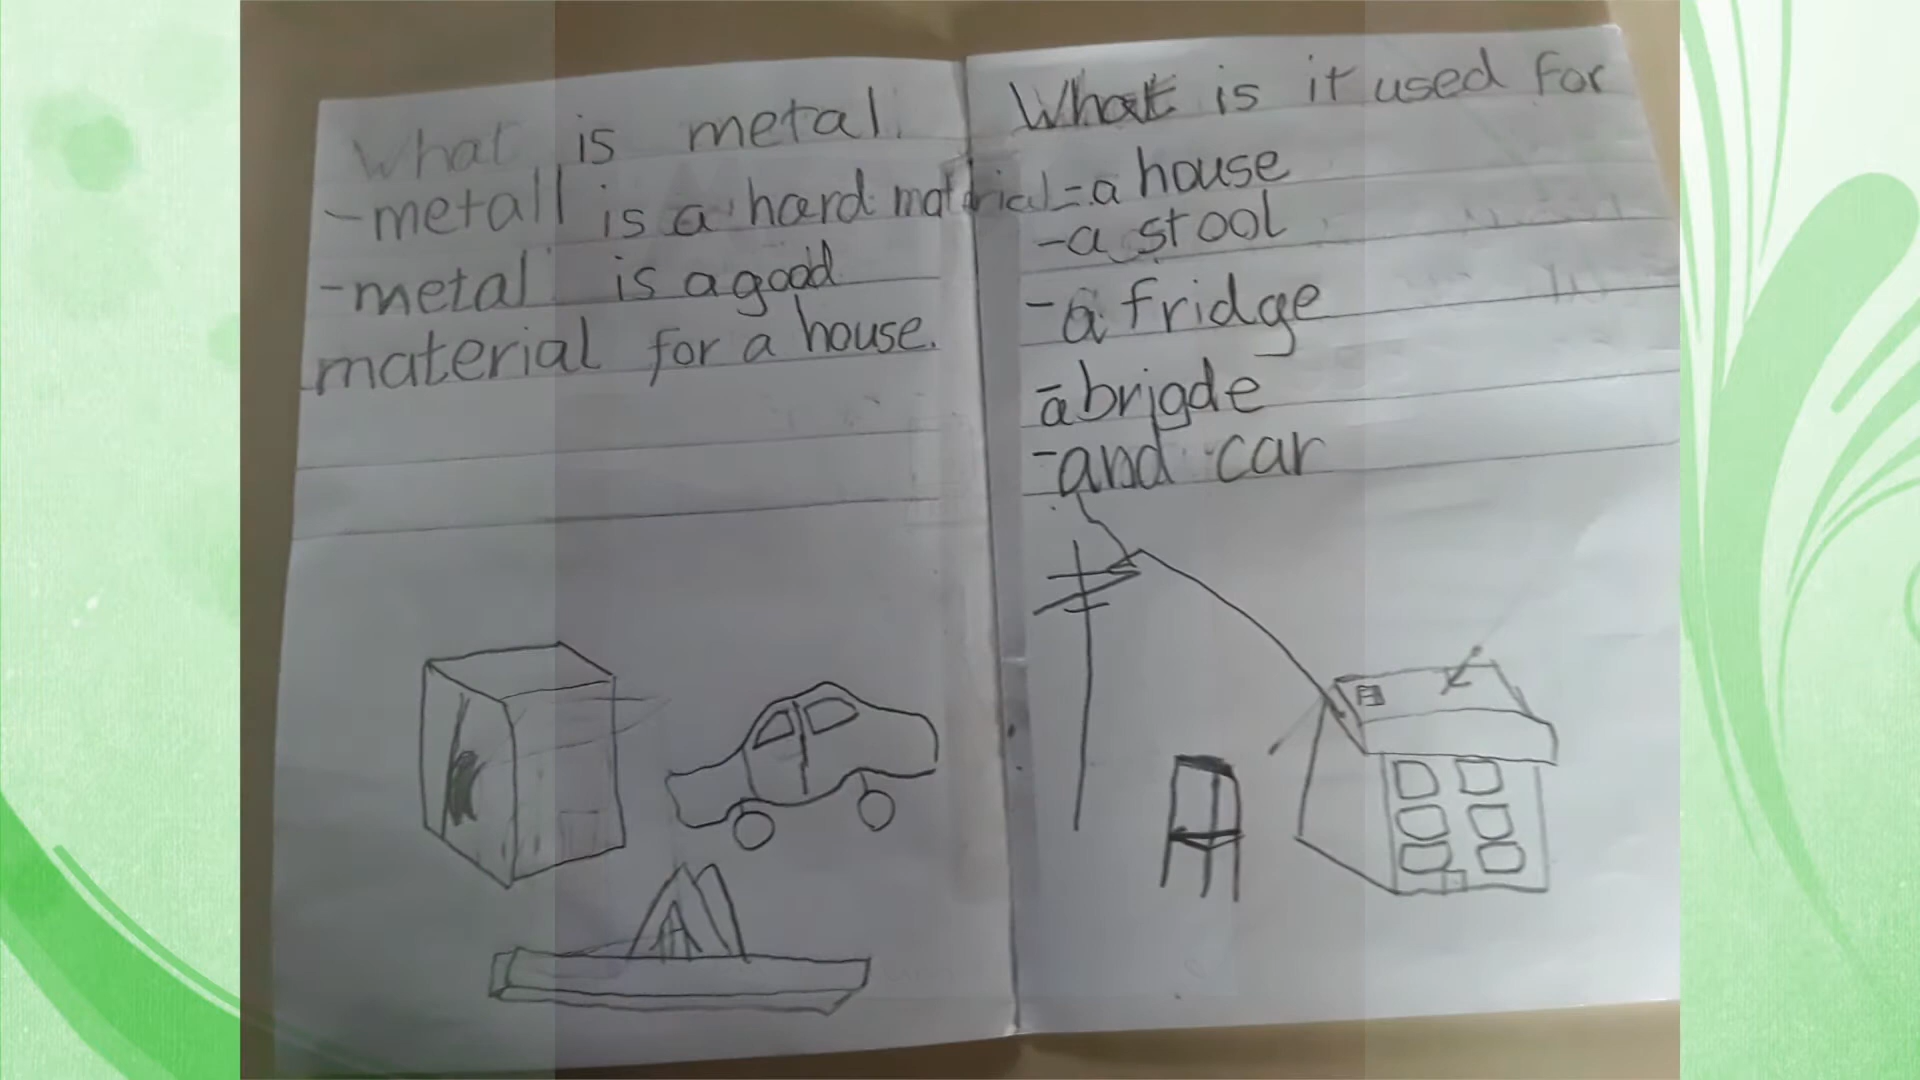 What is metal.
-metall is a hard material
-metal is a good
material for a house.
What is it used for
=a house
-a stool
-a fridge
-a brigde
-and car